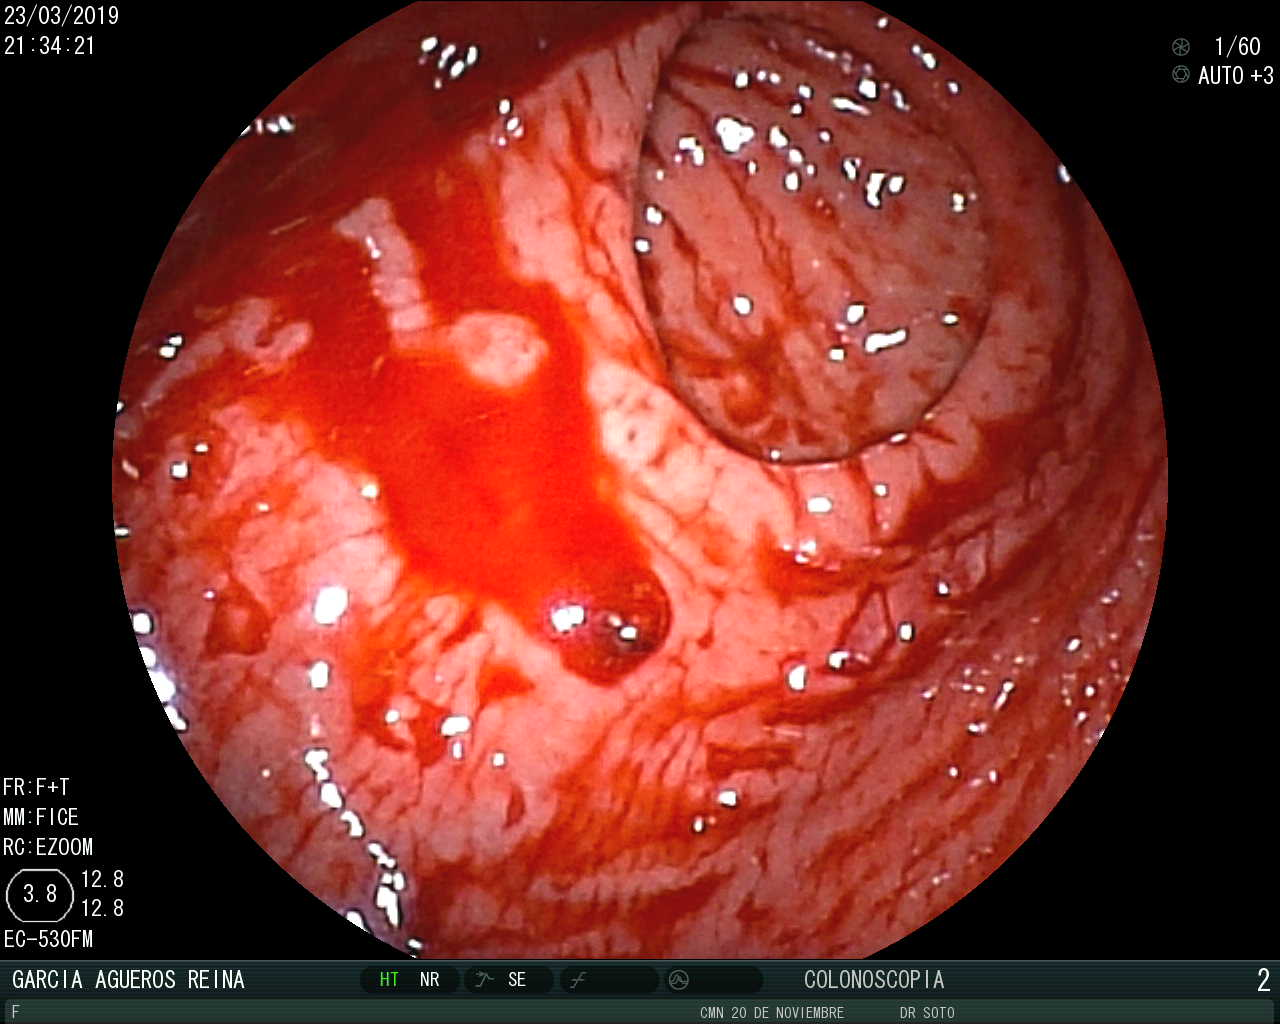 23/03/2019
21:34:21
1/60
AUTO +3
FR:F+T
MM:FICE
RC:EZOOM
3.8 12.8
12.8
EC-530FM
GARCIA AGUEROS REINA HT NR SE COLONOSCOPIA 2
F CMN 20 DE NOVIEMBRE DR SOTO